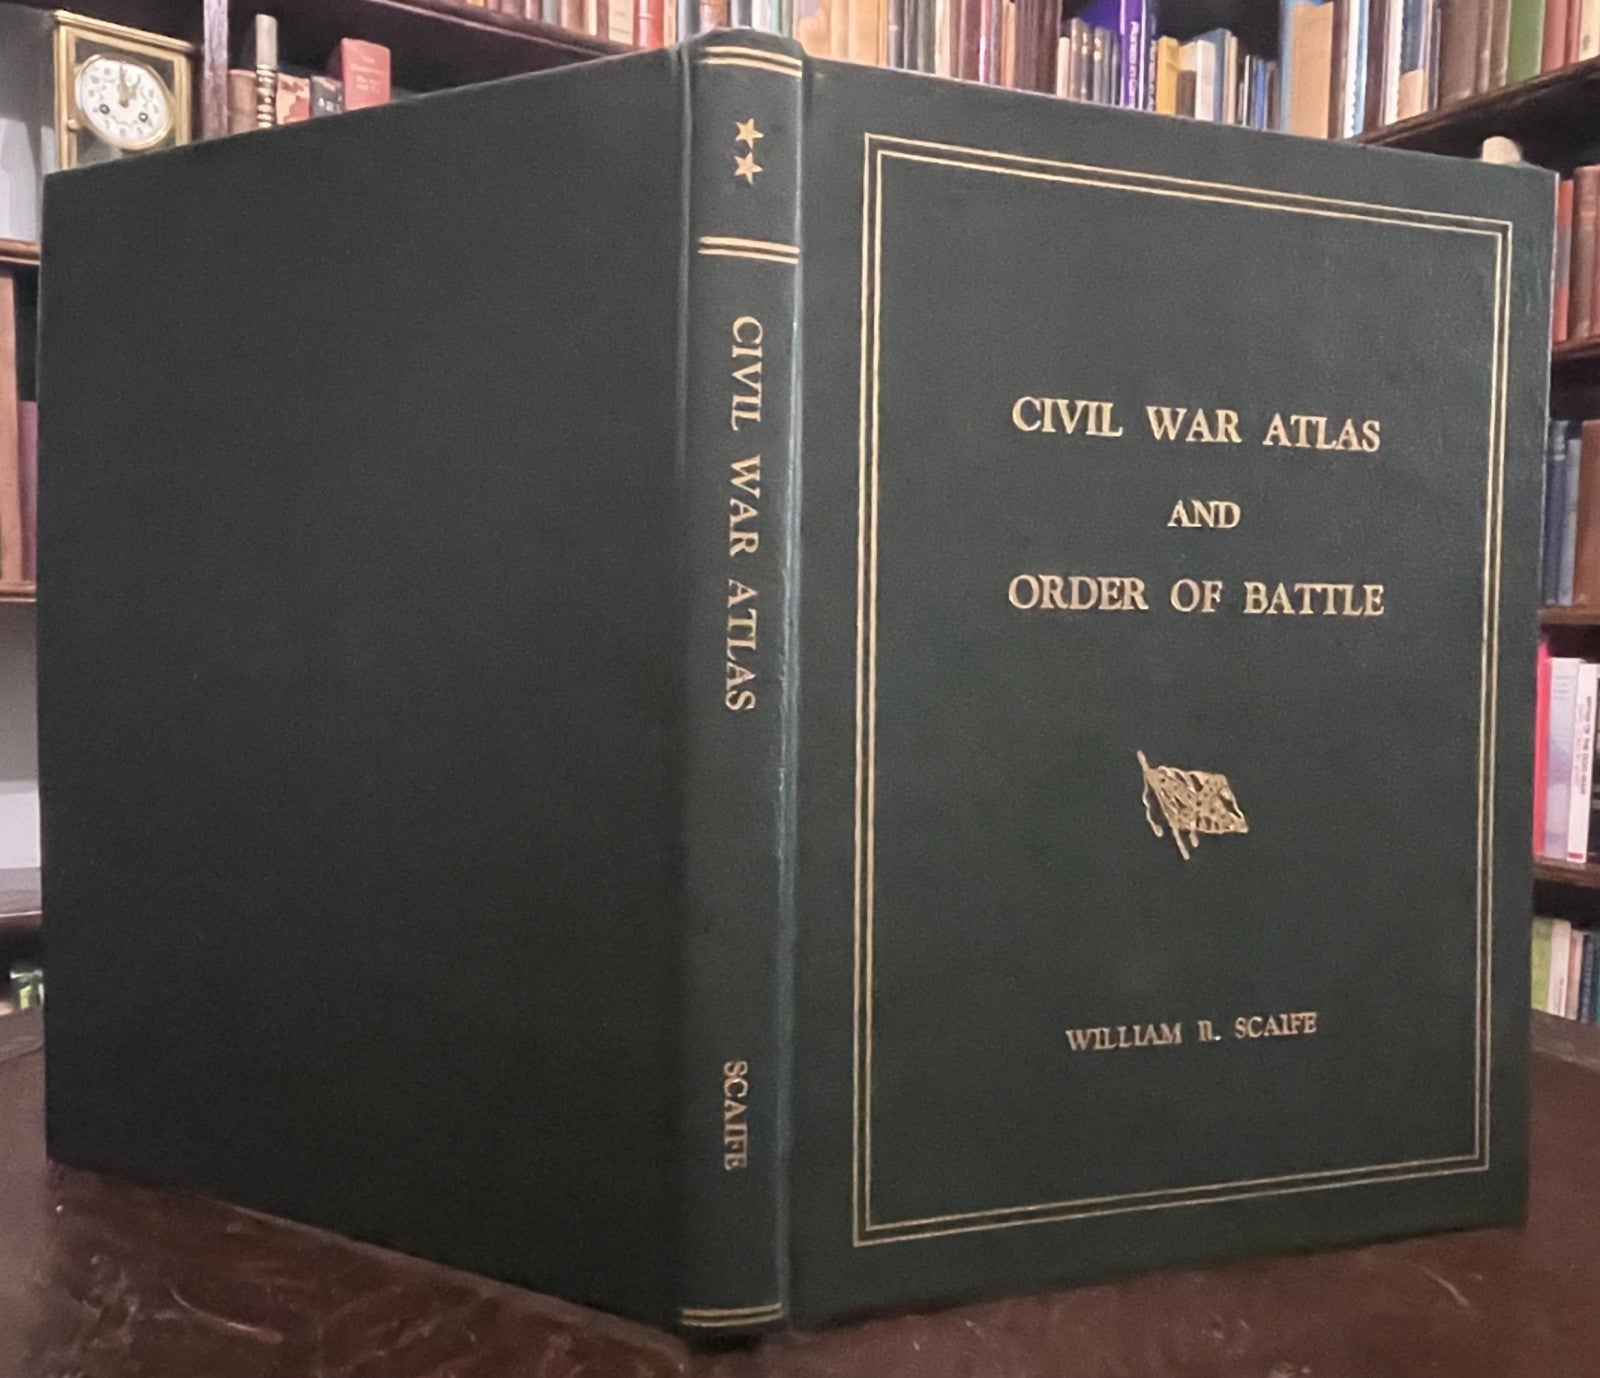 CIVIL WAR ATLAS
SCAIFE
CIVIL WAR ATLAS
AND
ORDER OF BATTLE
WILLIAM R. SCAIFE